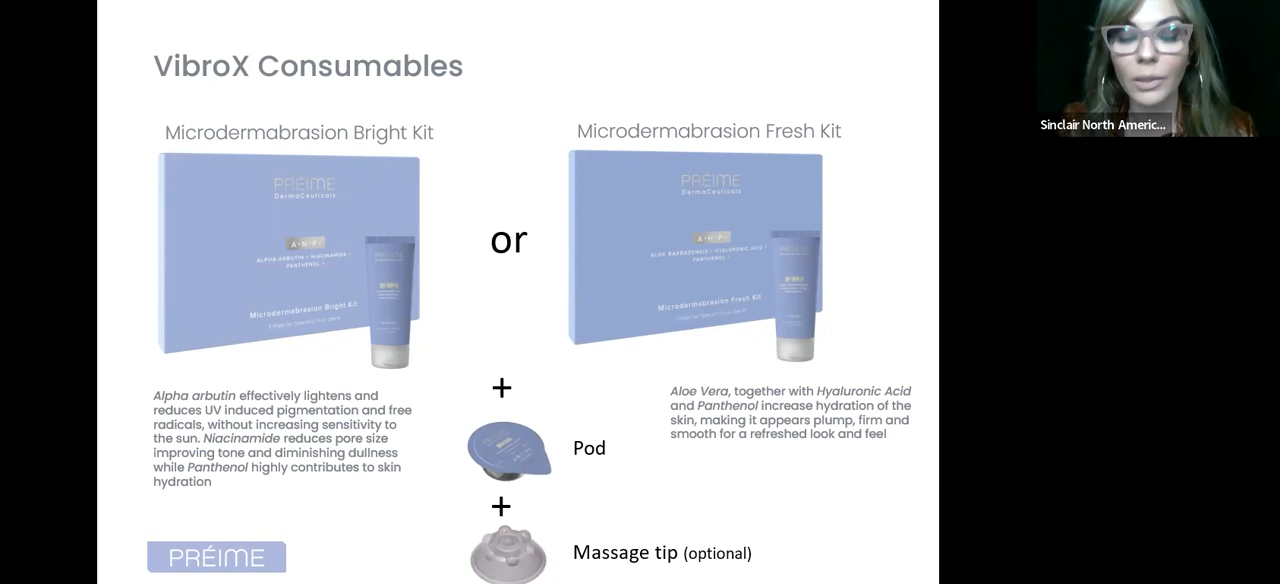 VibroX Consumables
Microdermabrasion Bright Kit
PRÉIME
DermaCeuticals
A·N·P+
ALPHA-ARBUTIN + NIACINAMIDE +
PANTHENOL +
Microdermabrasion Bright Kit
PRÉIME
or
Microdermabrasion Fresh Kit
PRÉIME
DermaCeuticals
A·H·P+
ALOE BARBADENSIS + HYALURONIC ACID +
PANTHENOL +
Microdermabrasion Fresh Kit
Alpha arbutin effectively lightens and
reduces UV induced pigmentation and free
radicals, without increasing sensitivity to
the sun. Niacinamide reduces pore size
improving tone and diminishing dullness
while Panthenol highly contributes to skin
hydration
+
Pod
+
Massage tip (optional)
Aloe Vera, together with Hyaluronic Acid
and Panthenol increase hydration of the
skin, making it appears plump, firm and
smooth for a refreshed look and feel
PRÉIME
Sinclair North Americ...